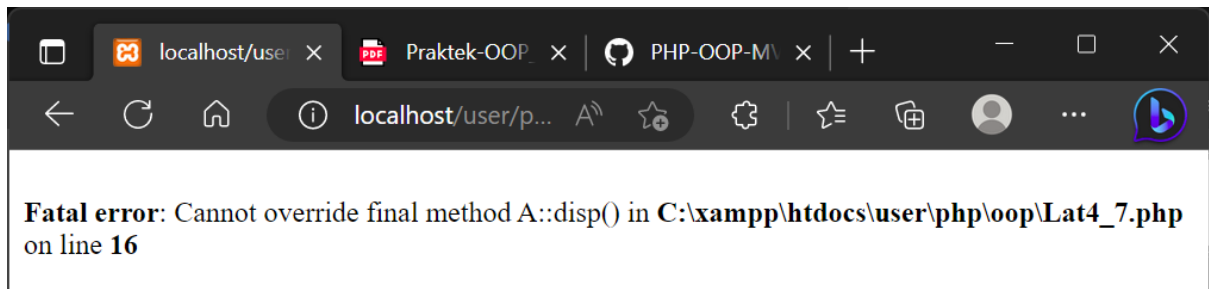 localhost/use
Praktek-OOP_
PHP-OOP-M
localhost/user/p...
Fatal error: Cannot override final method A::disp() in C:\xampp\htdocs\user\php\oop\Lat4_7.php
on line 16